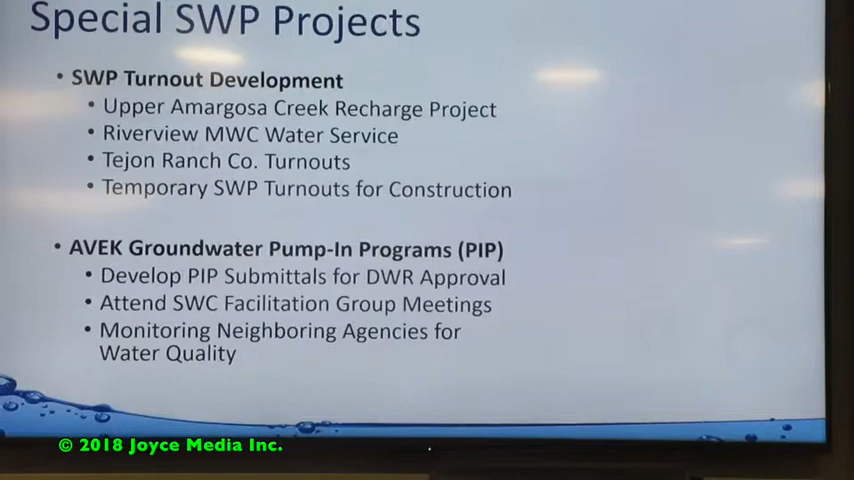 Special SWP Projects
• SWP Turnout Development
• Upper Amargosa Creek Recharge Project
• Riverview MWC Water Service
• Tejon Ranch Co. Turnouts
• Temporary SWP Turnouts for Construction
• AVEK Groundwater Pump-In Programs (PIP)
• Develop PIP Submittals for DWR Approval
• Attend SWC Facilitation Group Meetings
• Monitoring Neighboring Agencies for
Water Quality
© 2018 Joyce Media Inc.